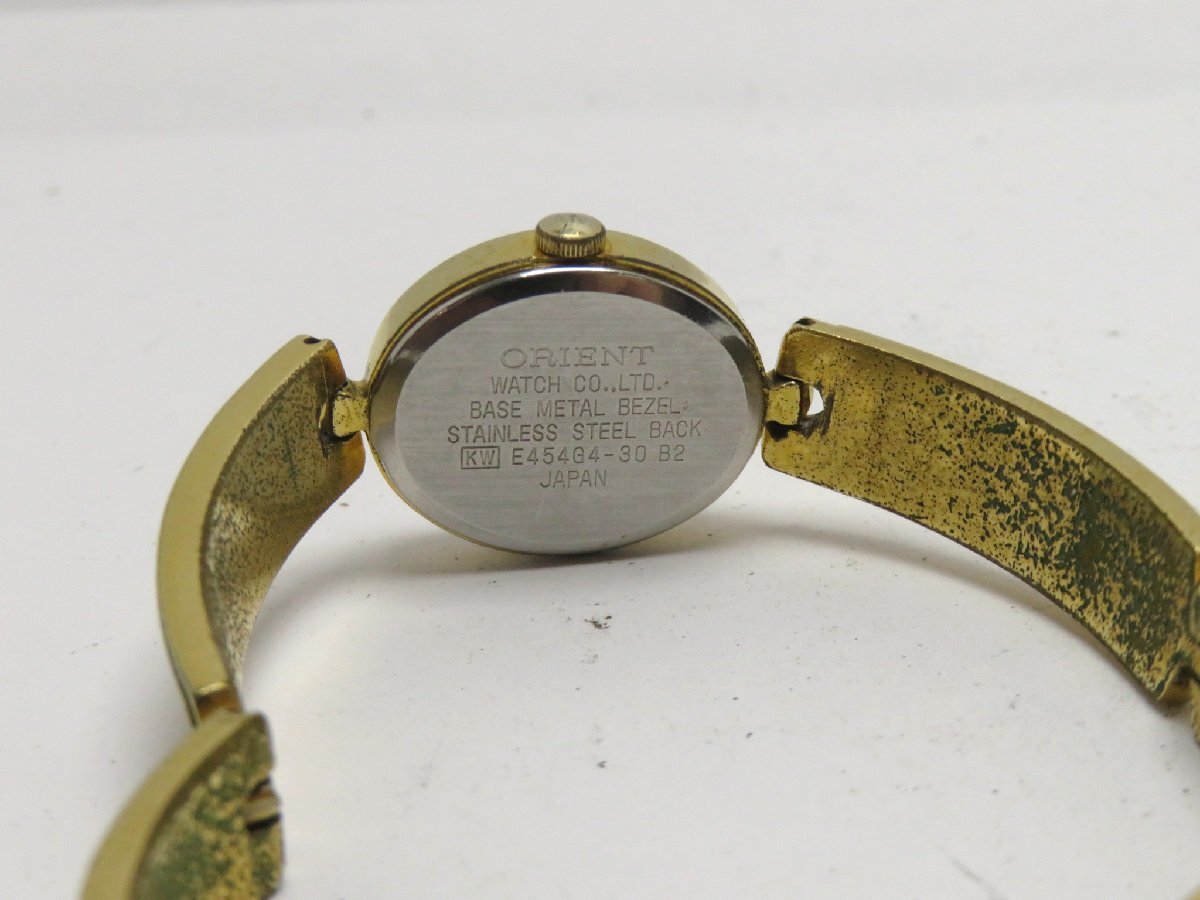 ORIENT
WATCH CO.,LTD.
BASE METAL BEZEL
STAINLESS STEEL BACK
KW E454G4-30 B2
JAPAN